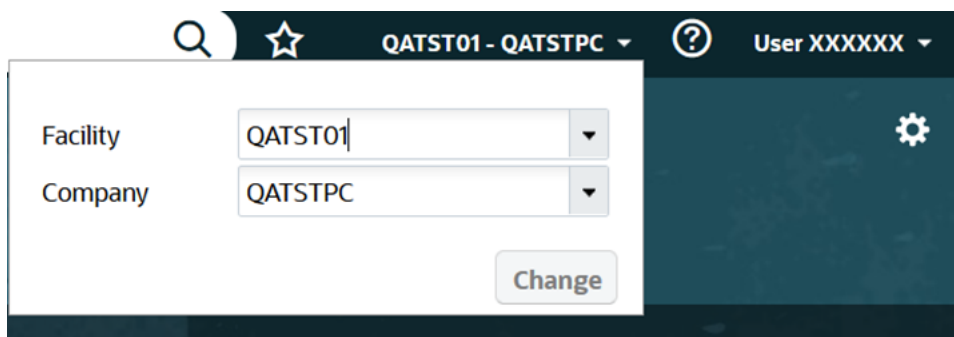 QATST01 - QATSTPC
User XXXXXX
Facility QATST01
Company QATSTPC
Change